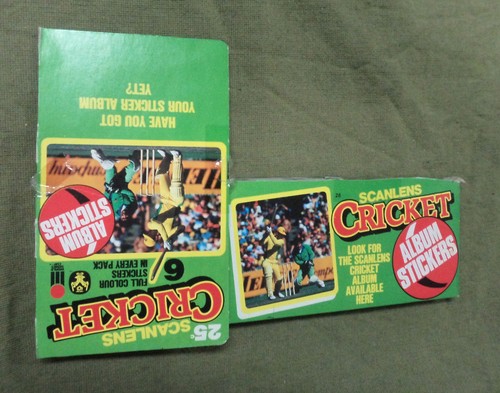 HAVE YOU GOT
YOUR STICKER ALBUM
YET?
ALBUM
STICKERS
6
FULL COLOUR
STICKERS
IN EVERY PACK
25c
SCANLENS
CRICKET
SCANLENS
CRICKET
LOOK FOR
THE SCANLENS
CRICKET
ALBUM
AVAILABLE
HERE
ALBUM
STICKERS